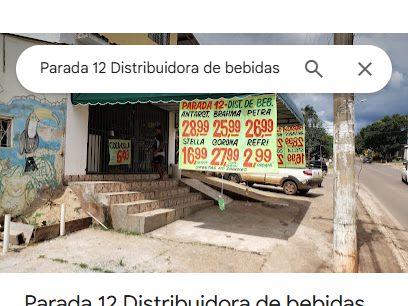 Parada 12 Distribuidora de bebidas
PARADA 12-DIST. DE BEB.
ANTARCT. BRAHMA PETRA
28,99 25,99 26,99
STELLA CORONA REFRI
16,99 27,99 2,99
6,49
Parada 12 Distribuidora de bebidas